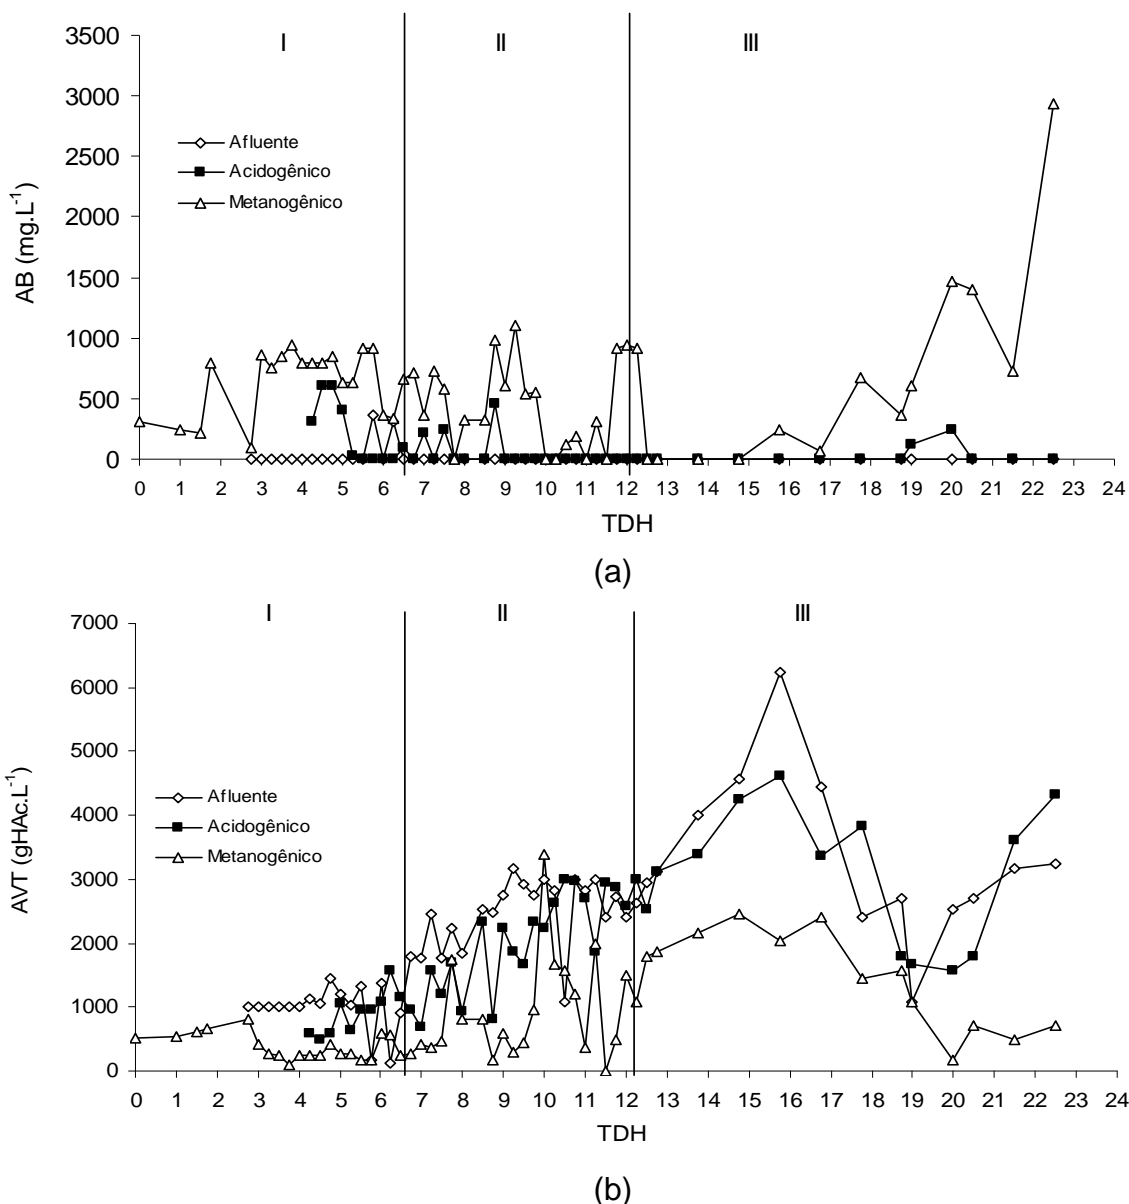 I II III
3500
3000
2500
2000
1500
1000
500
0
AB (mg.L-1)
Afluente
Acidogênico
Metanogênico
0 1 2 3 4 5 6 7 8 9 10 11 12 13 14 15 16 17 18 19 20 21 22 23 24
TDH
(a)
I II III
7000
6000
5000
4000
3000
2000
1000
0
AVT (gHAc.L-1)
Afluente
Acidogênico
Metanogênico
0 1 2 3 4 5 6 7 8 9 10 11 12 13 14 15 16 17 18 19 20 21 22 23 24
TDH
(b)